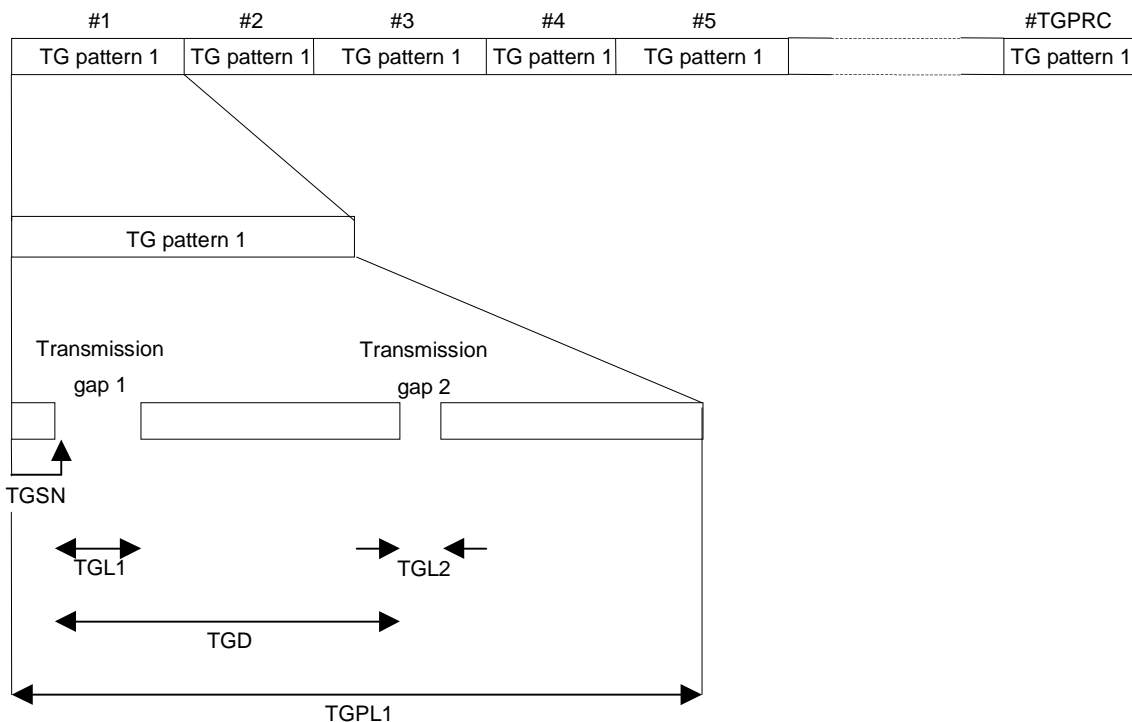 #1 #2 #3 #4 #5 #TGPRC
TG pattern 1 TG pattern 1 TG pattern 1 TG pattern 1 TG pattern 1 TG pattern 1
TG pattern 1
Transmission
gap 1
Transmission
gap 2
TGSN
TGL1
TGL2
TGD
TGPL1